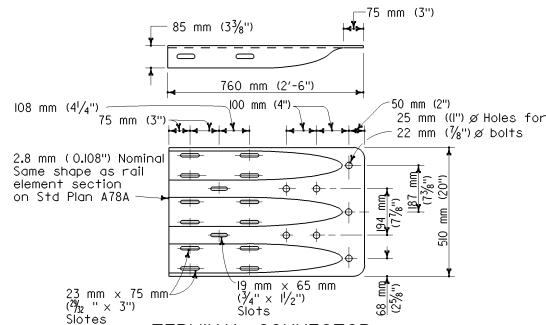 75 mm (3")
85 mm (3⅜")
760 mm (2'-6")
108 mm (4¼")
100 mm (4")
50 mm (2")
75 mm (3")
25 mm ((1") Ø Holes for
22 mm (⅞") Ø bolts
2.8 mm (0.108") Nominal
Same shape as rail
element section
on Std Plan A78A
187 mm
(7⅜")
194 mm
(7⅞")
510 mm (20")
68 mm
(2⅝")
19 mm x 65 mm
(¾" x 1½")
Slots
23 mm x 75 mm
(29/32 " x 3")
Slotes